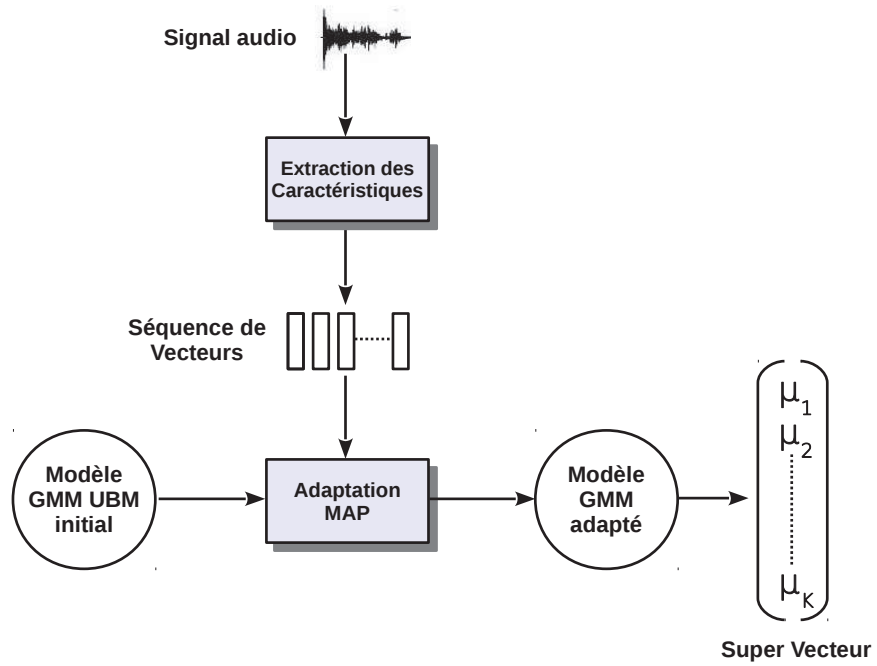 Signal audio
Extraction des
Caractéristiques
Séquence de
Vecteurs
Modèle
GMM UBM
initial
Adaptation
MAP
Modèle
GMM
adapté
μ1
μ2
μK
Super Vecteur